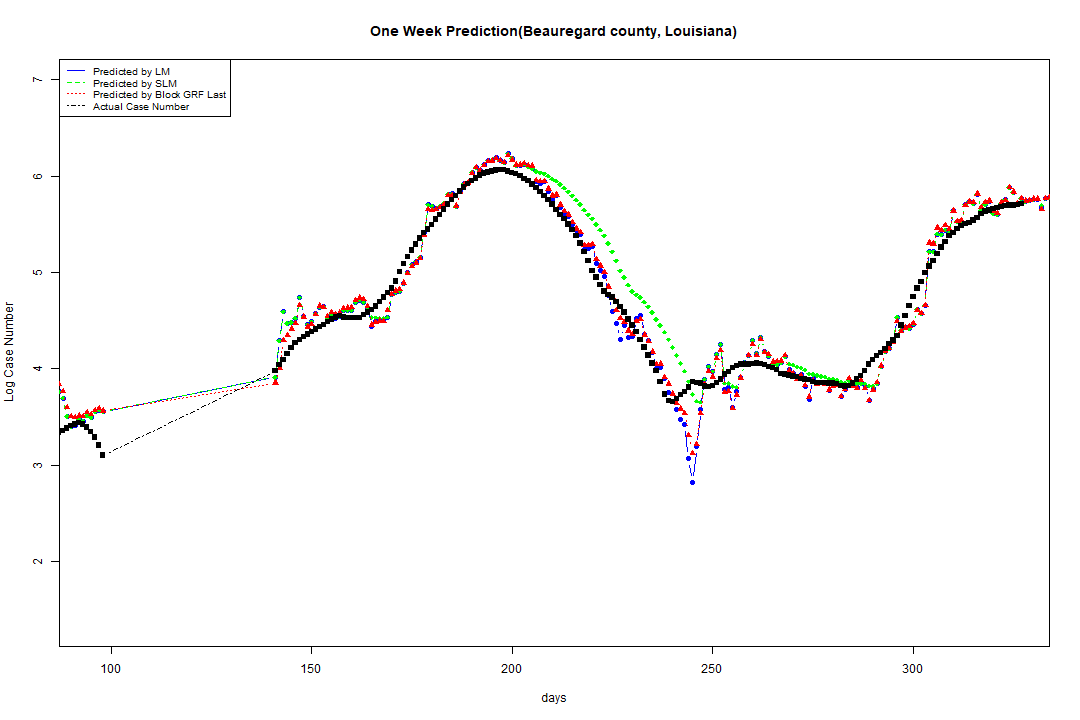 One Week Prediction(Beauregard county, Louisiana)
Predicted by LM
Predicted by SLM
Predicted by Block GRF Last
Actual Case Number
7
6
5
4
3
2
Log Case Number
100 150 200 250 300
days